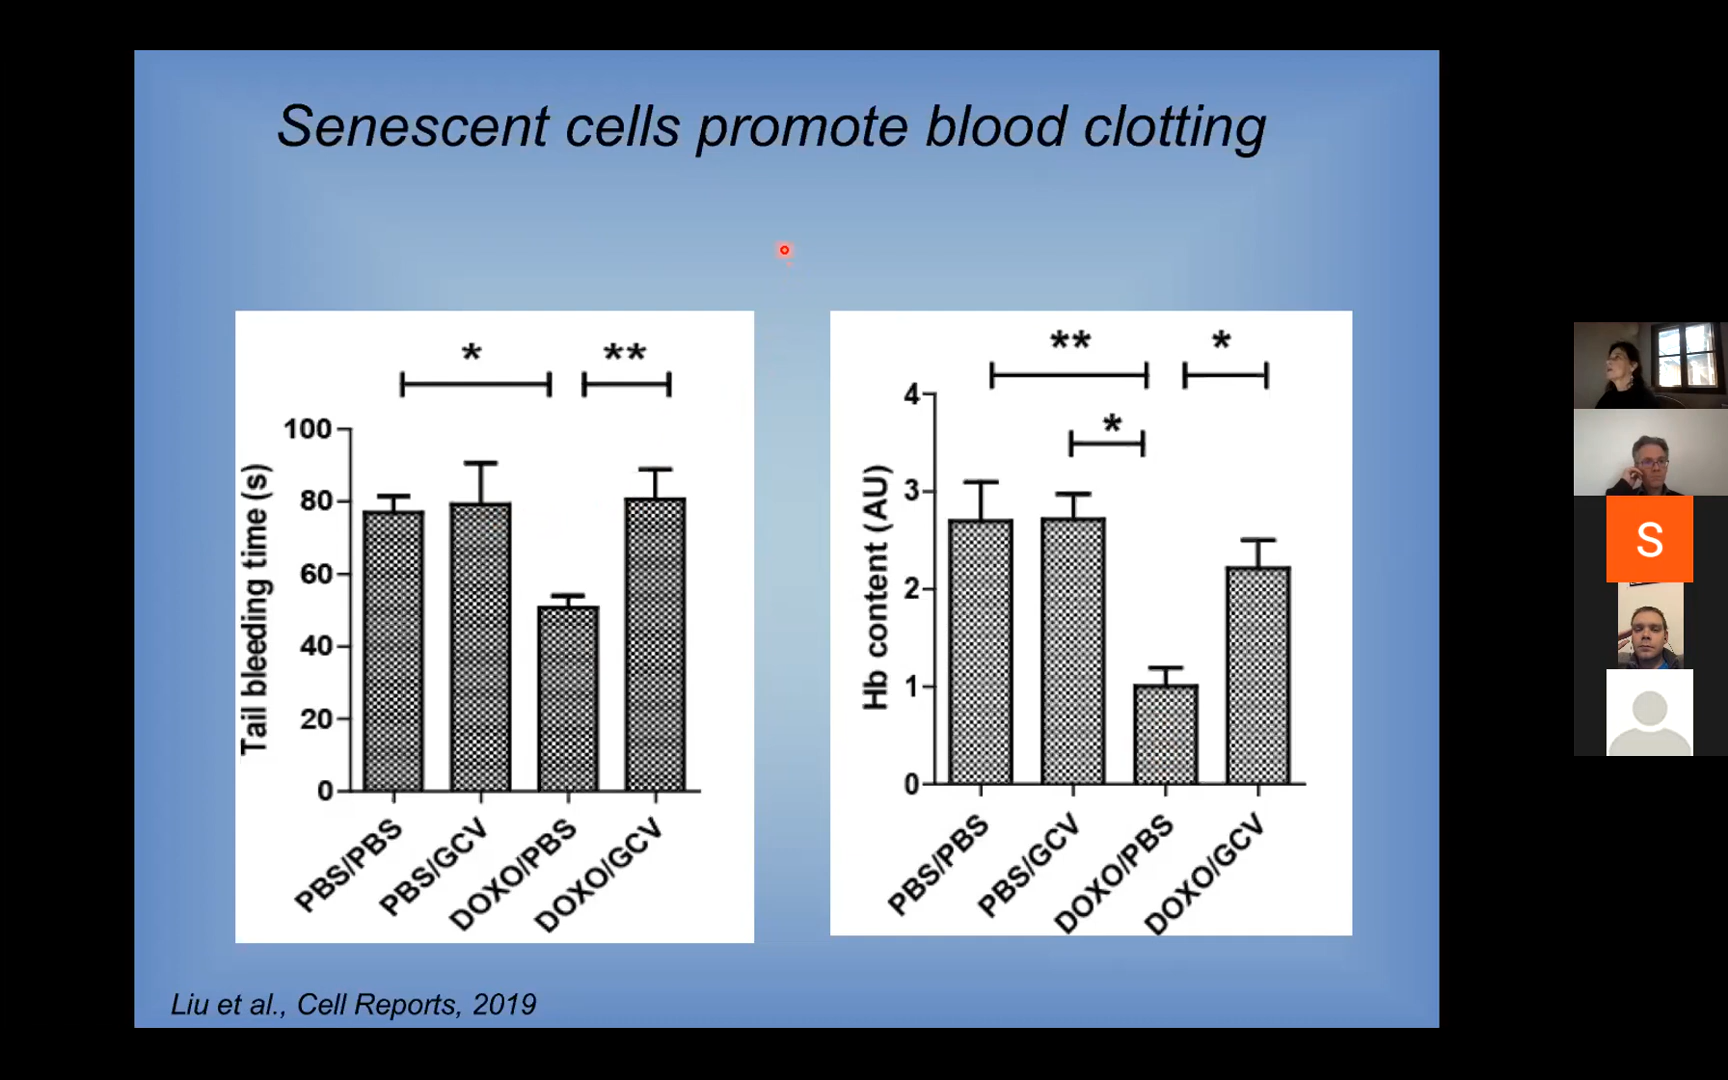 Senescent cells promote blood clotting
* **
100
80
60
40
20
0
Tail bleeding time (s)
PBS/PBS
PBS/GCV
DOXO/PBS
DOXO/GCV
** *
*
4
3
2
1
0
Hb content (AU)
PBS/PBS
PBS/GCV
DOXO/PBS
DOXO/GCV
Liu et al., Cell Reports, 2019
S